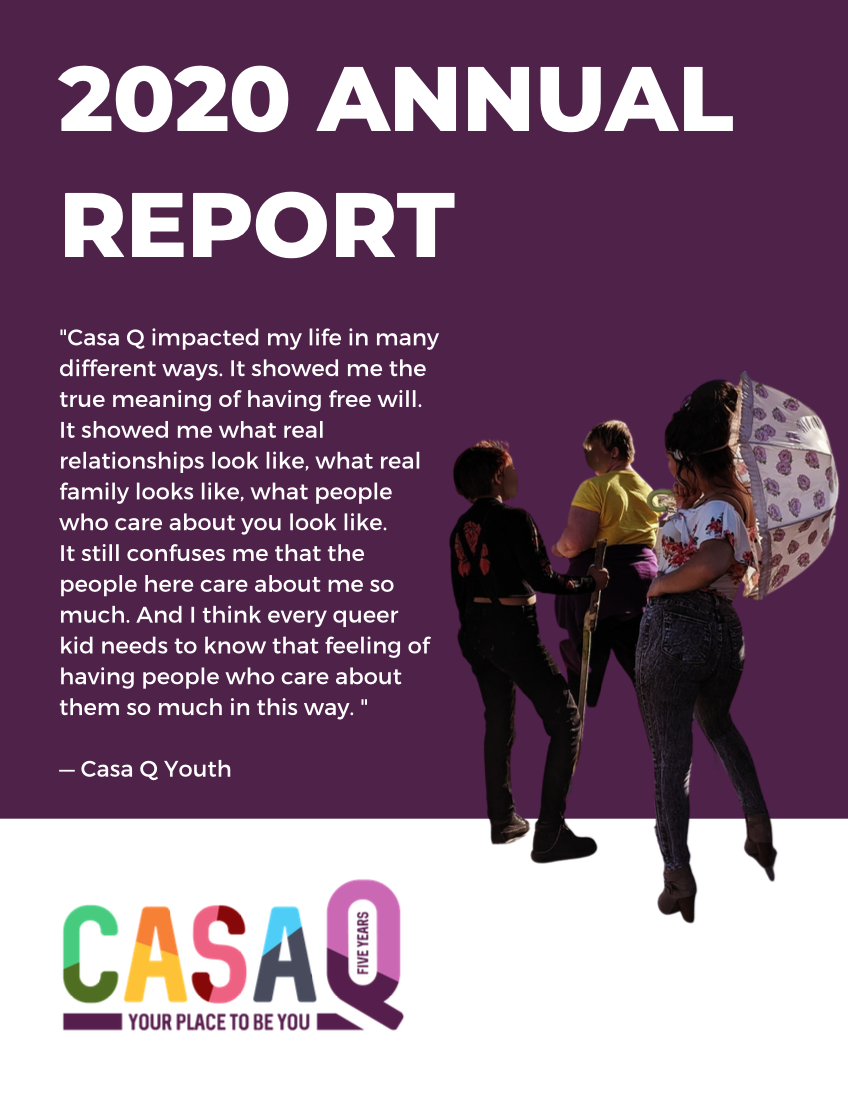 2020 ANNUAL
REPORT
"Casa Q impacted my life in many
different ways. It showed me the
true meaning of having free will.
It showed me what real
relationships look like, what real
family looks like, what people
who care about you look like.
It still confuses me that the
people here care about me so
much. And I think every queer
kid needs to know that feeling of
having people who care about
them so much in this way. "
— Casa Q Youth
CASAQ
FIVE YEARS
YOUR PLACE TO BE YOU